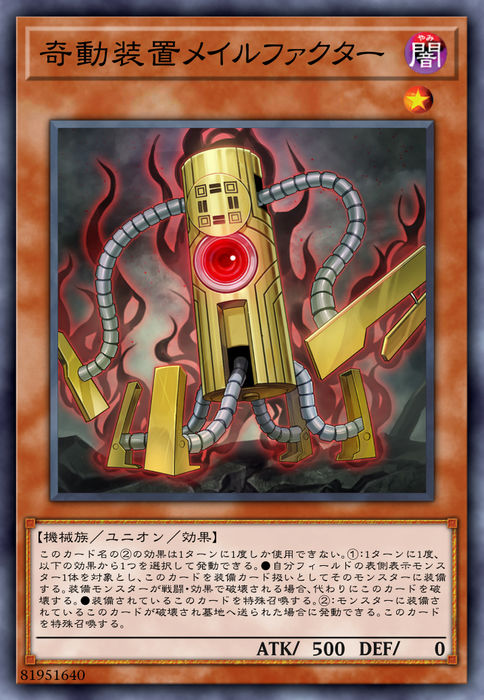 奇動装置メイルファクター
やみ
闇
【機械族／ユニオン／効果】
このカード名の②の効果は1ターンに1度しか使用できない。①:1ターンに1度、
以下の効果から1つを選択して発動できる。●自分フィールドの表側表示モンス
ター1体を対象とし、このカードを装備カード扱いとしてそのモンスターに装備
する。装備モンスターが戦闘・効果で破壊される場合、代わりにこのカードを破
壊する。●装備されているこのカードを特殊召喚する。②:モンスターに装備さ
れているこのカードが破壊され墓地へ送られた場合に発動できる。このカード
を特殊召喚する。
ATK/ 500 DEF/ 0
81951640